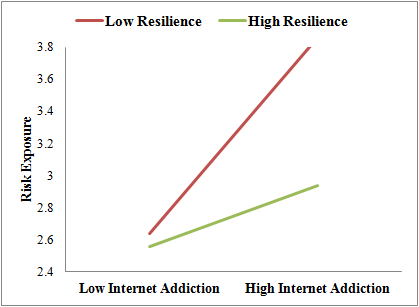 Low Resilience High Resilience
3.8
3.6
3.4
3.2
3
2.8
2.6
2.4
Risk Exposure
Low Internet Addiction High Internet Addiction